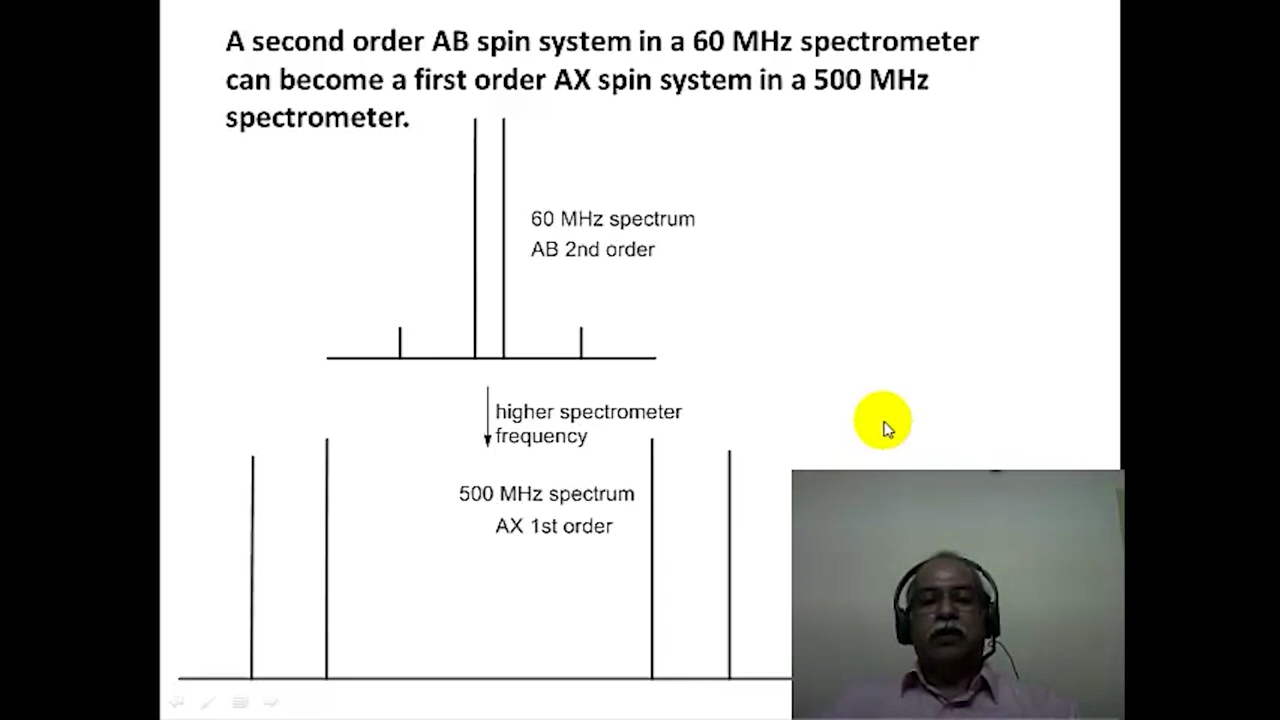 A second order AB spin system in a 60 MHz spectrometer
can become a first order AX spin system in a 500 MHz
spectrometer.
60 MHz spectrum
AB 2nd order
higher spectrometer
frequency
500 MHz spectrum
AX 1st order